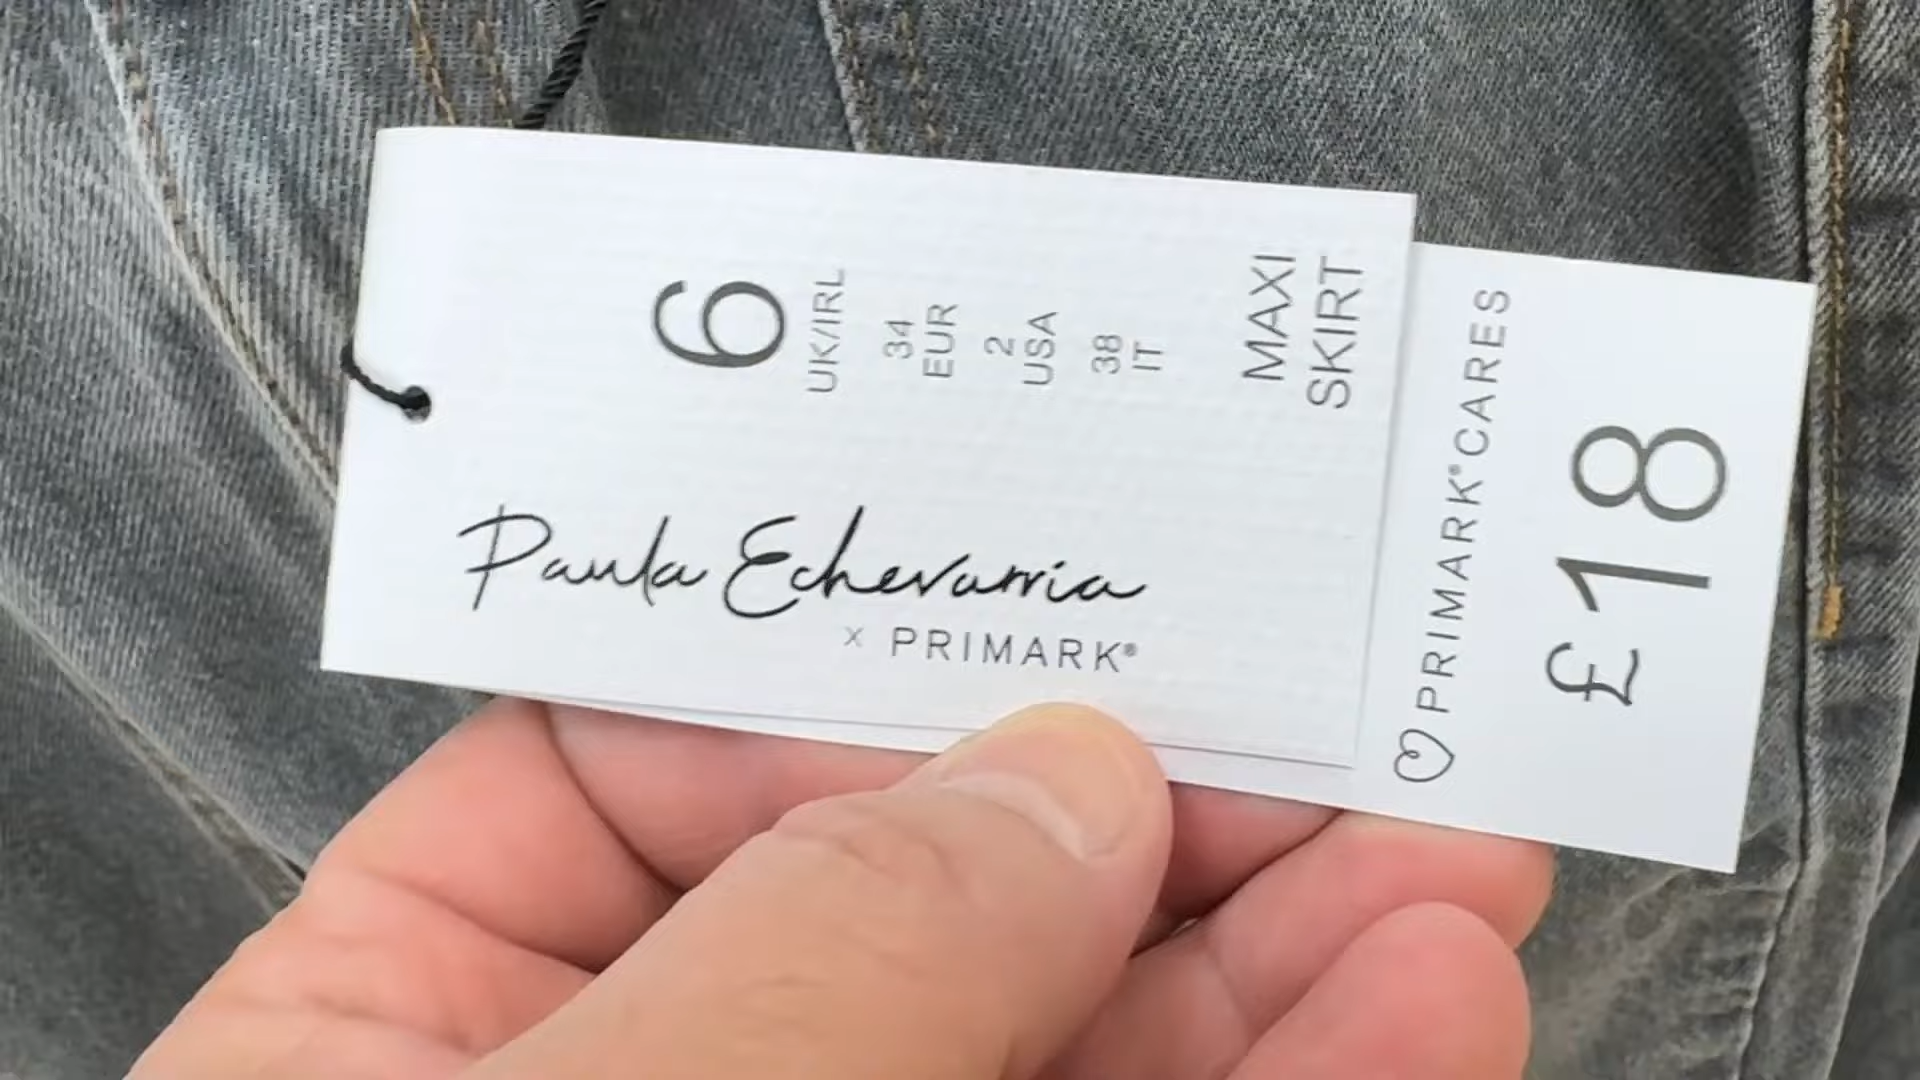 6
UK/IRL
34
EUR
2
USA
38
IT
MAXI
SKIRT
Paula Echevarria
x PRIMARK®
PRIMARK®CARES
£18